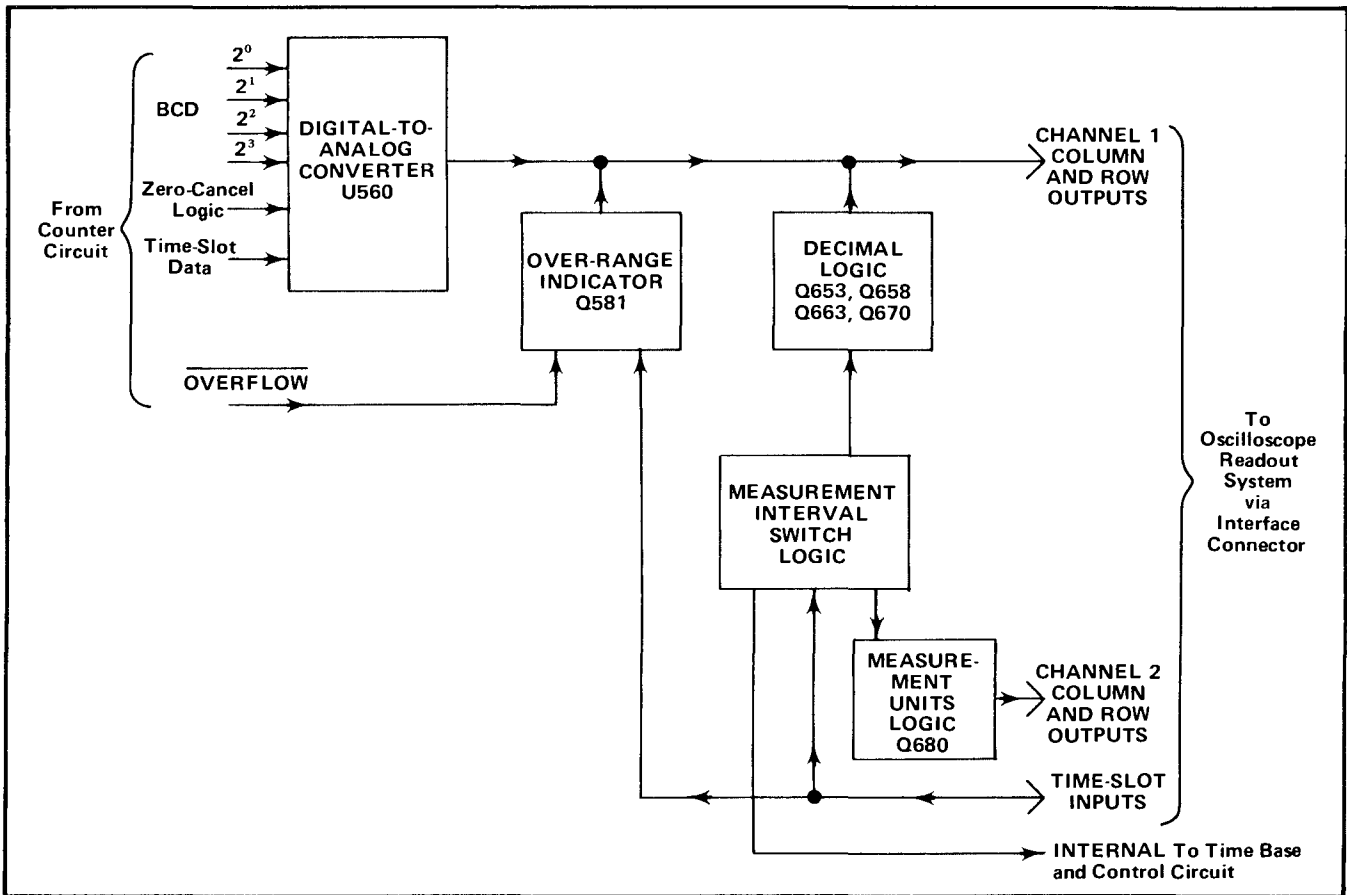 2⁰
BCD
2¹
2²
2³
Zero-Cancel
Logic
Time-Slot
Data
From
Counter
Circuit
OVERFLOW
DIGITAL-TO-
ANALOG
CONVERTER
U560
OVER-RANGE
INDICATOR
Q581
DECIMAL
LOGIC
Q653, Q658
Q663, Q670
CHANNEL 1
COLUMN
AND ROW
OUTPUTS
MEASUREMENT
INTERVAL
SWITCH
LOGIC
To
Oscilloscope
Readout
System
via
Interface
Connector
MEASURE-
MENT
UNITS
LOGIC
Q680
CHANNEL 2
COLUMN
AND ROW
OUTPUTS
TIME-SLOT
INPUTS
INTERNAL To Time Base
and Control Circuit